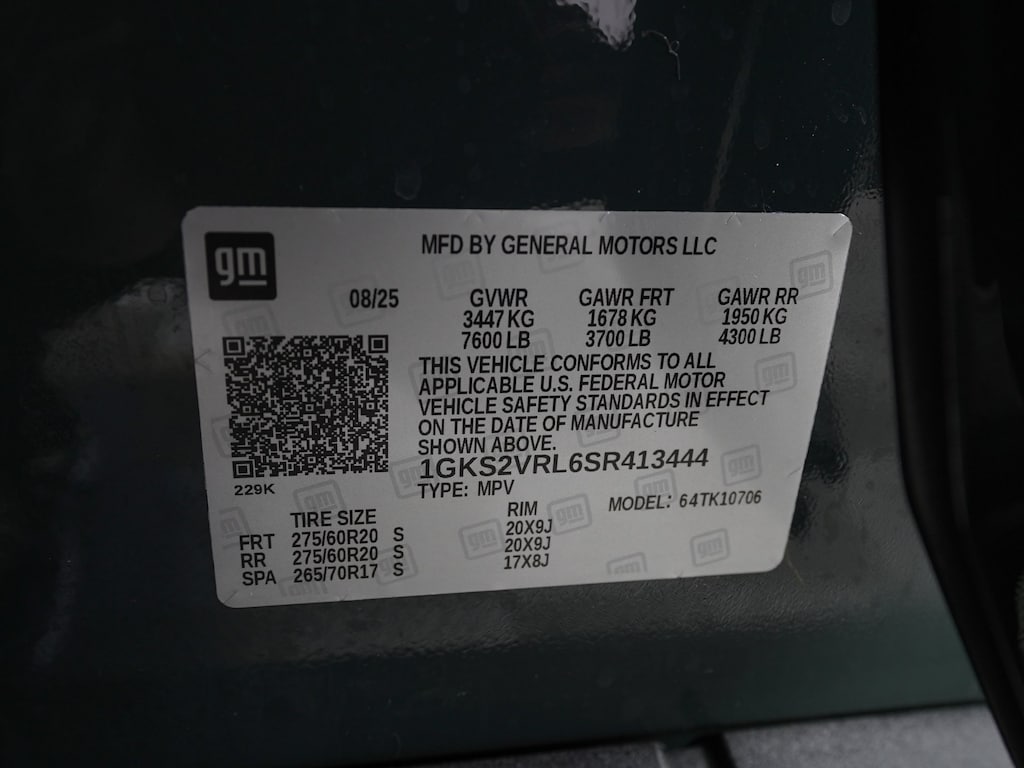 gm
MFD BY GENERAL MOTORS LLC
08/25 GVWR GAWR FRT GAWR RR
3447 KG 1678 KG 1950 KG
7600 LB 3700 LB 4300 LB
THIS VEHICLE CONFORMS TO ALL
APPLICABLE U.S. FEDERAL MOTOR
VEHICLE SAFETY STANDARDS IN EFFECT
ON THE DATE OF MANUFACTURE
SHOWN ABOVE.
1GKS2VRL6SR413444
229K TYPE: MPV MODEL: 64TK10706
TIRE SIZE RIM
FRT 275/60R20 S 20X9J
RR 275/60R20 S 20X9J
SPA 265/70R17 S 17X8J